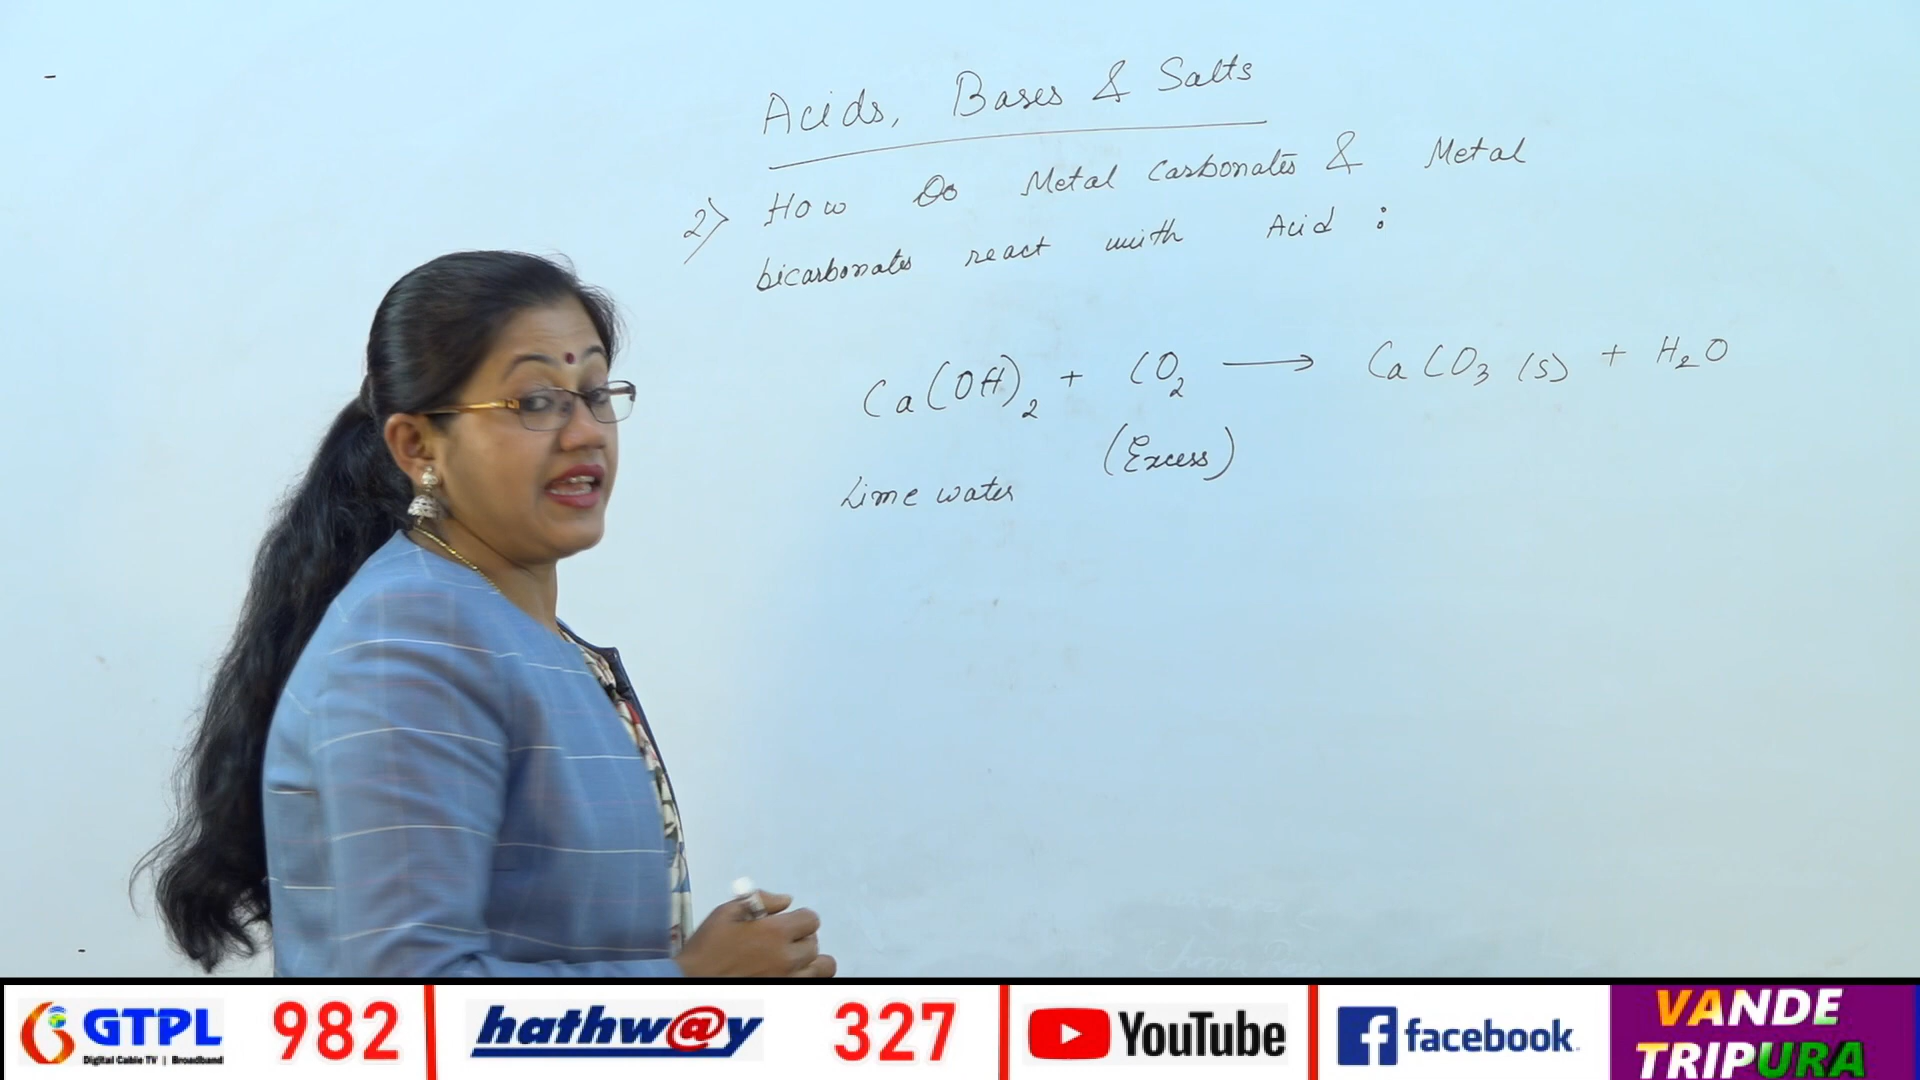 Acids, Bases & Salts
2) How Do Metal carbonates & Metal
bicarbonates react with Acid :
Ca(OH)₂ + CO₂ ⟶ CaCO₃ (s) + H₂O
(Excess)
Lime water
GTPL 982 hathw@y 327 YouTube facebook VANDE
Digital Cable TV | Broadband TRIPURA